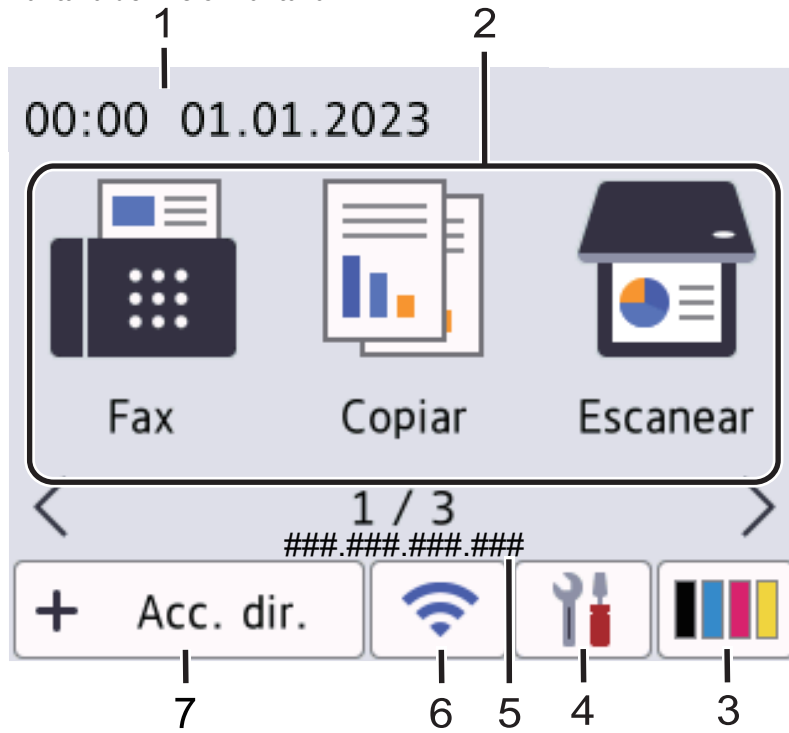 1 2
00:00 01.01.2023
Fax Copiar Escanear
< 1 / 3 >
###.###.###.###
+ Acc. dir.
7 6 5 4 3